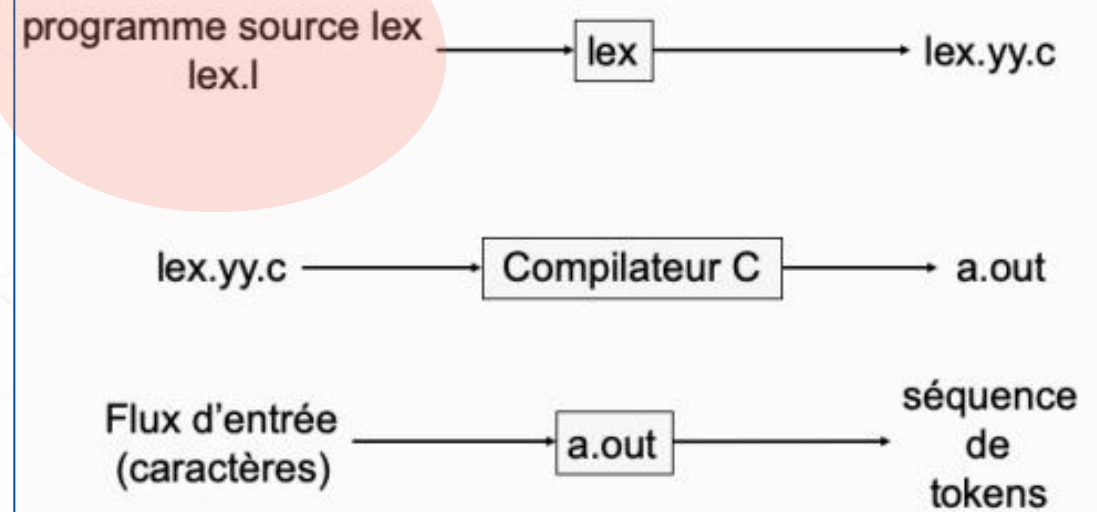 programme source lex
lex.l
lex
lex.yy.c
lex.yy.c
Compilateur C
a.out
Flux d'entrée
(caractères)
a.out
séquence
de
tokens